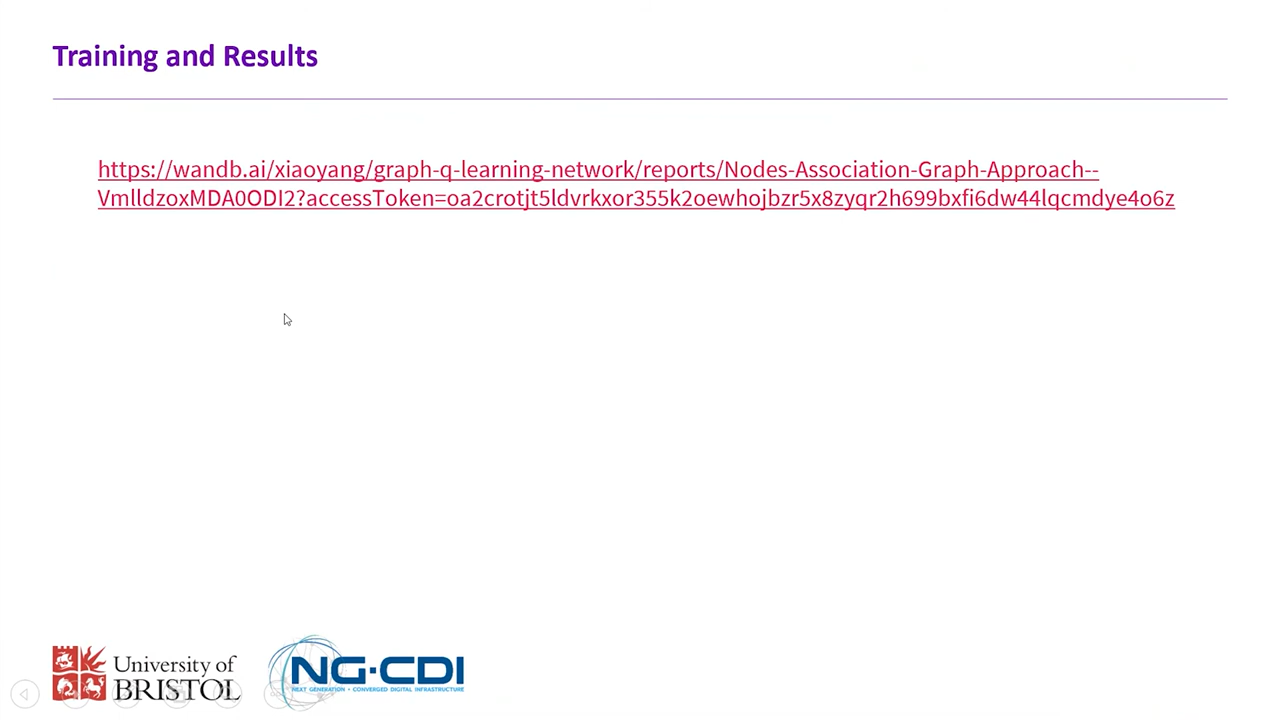 Training and Results
https://wandb.ai/xiaoyang/graph-q-learning-network/reports/Nodes-Association-Graph-Approach--
VmlldzoxMDA0ODI2?accessToken=oa2crotjt5ldvrkxor355k2oewhojbzr5x8zyqr2h699bxfi6dw44lqcmdye4o6z
University of
BRISTOL
NG·CDI
NEXT GENERATION · CONVERGED DIGITAL INFRASTRUCTURE